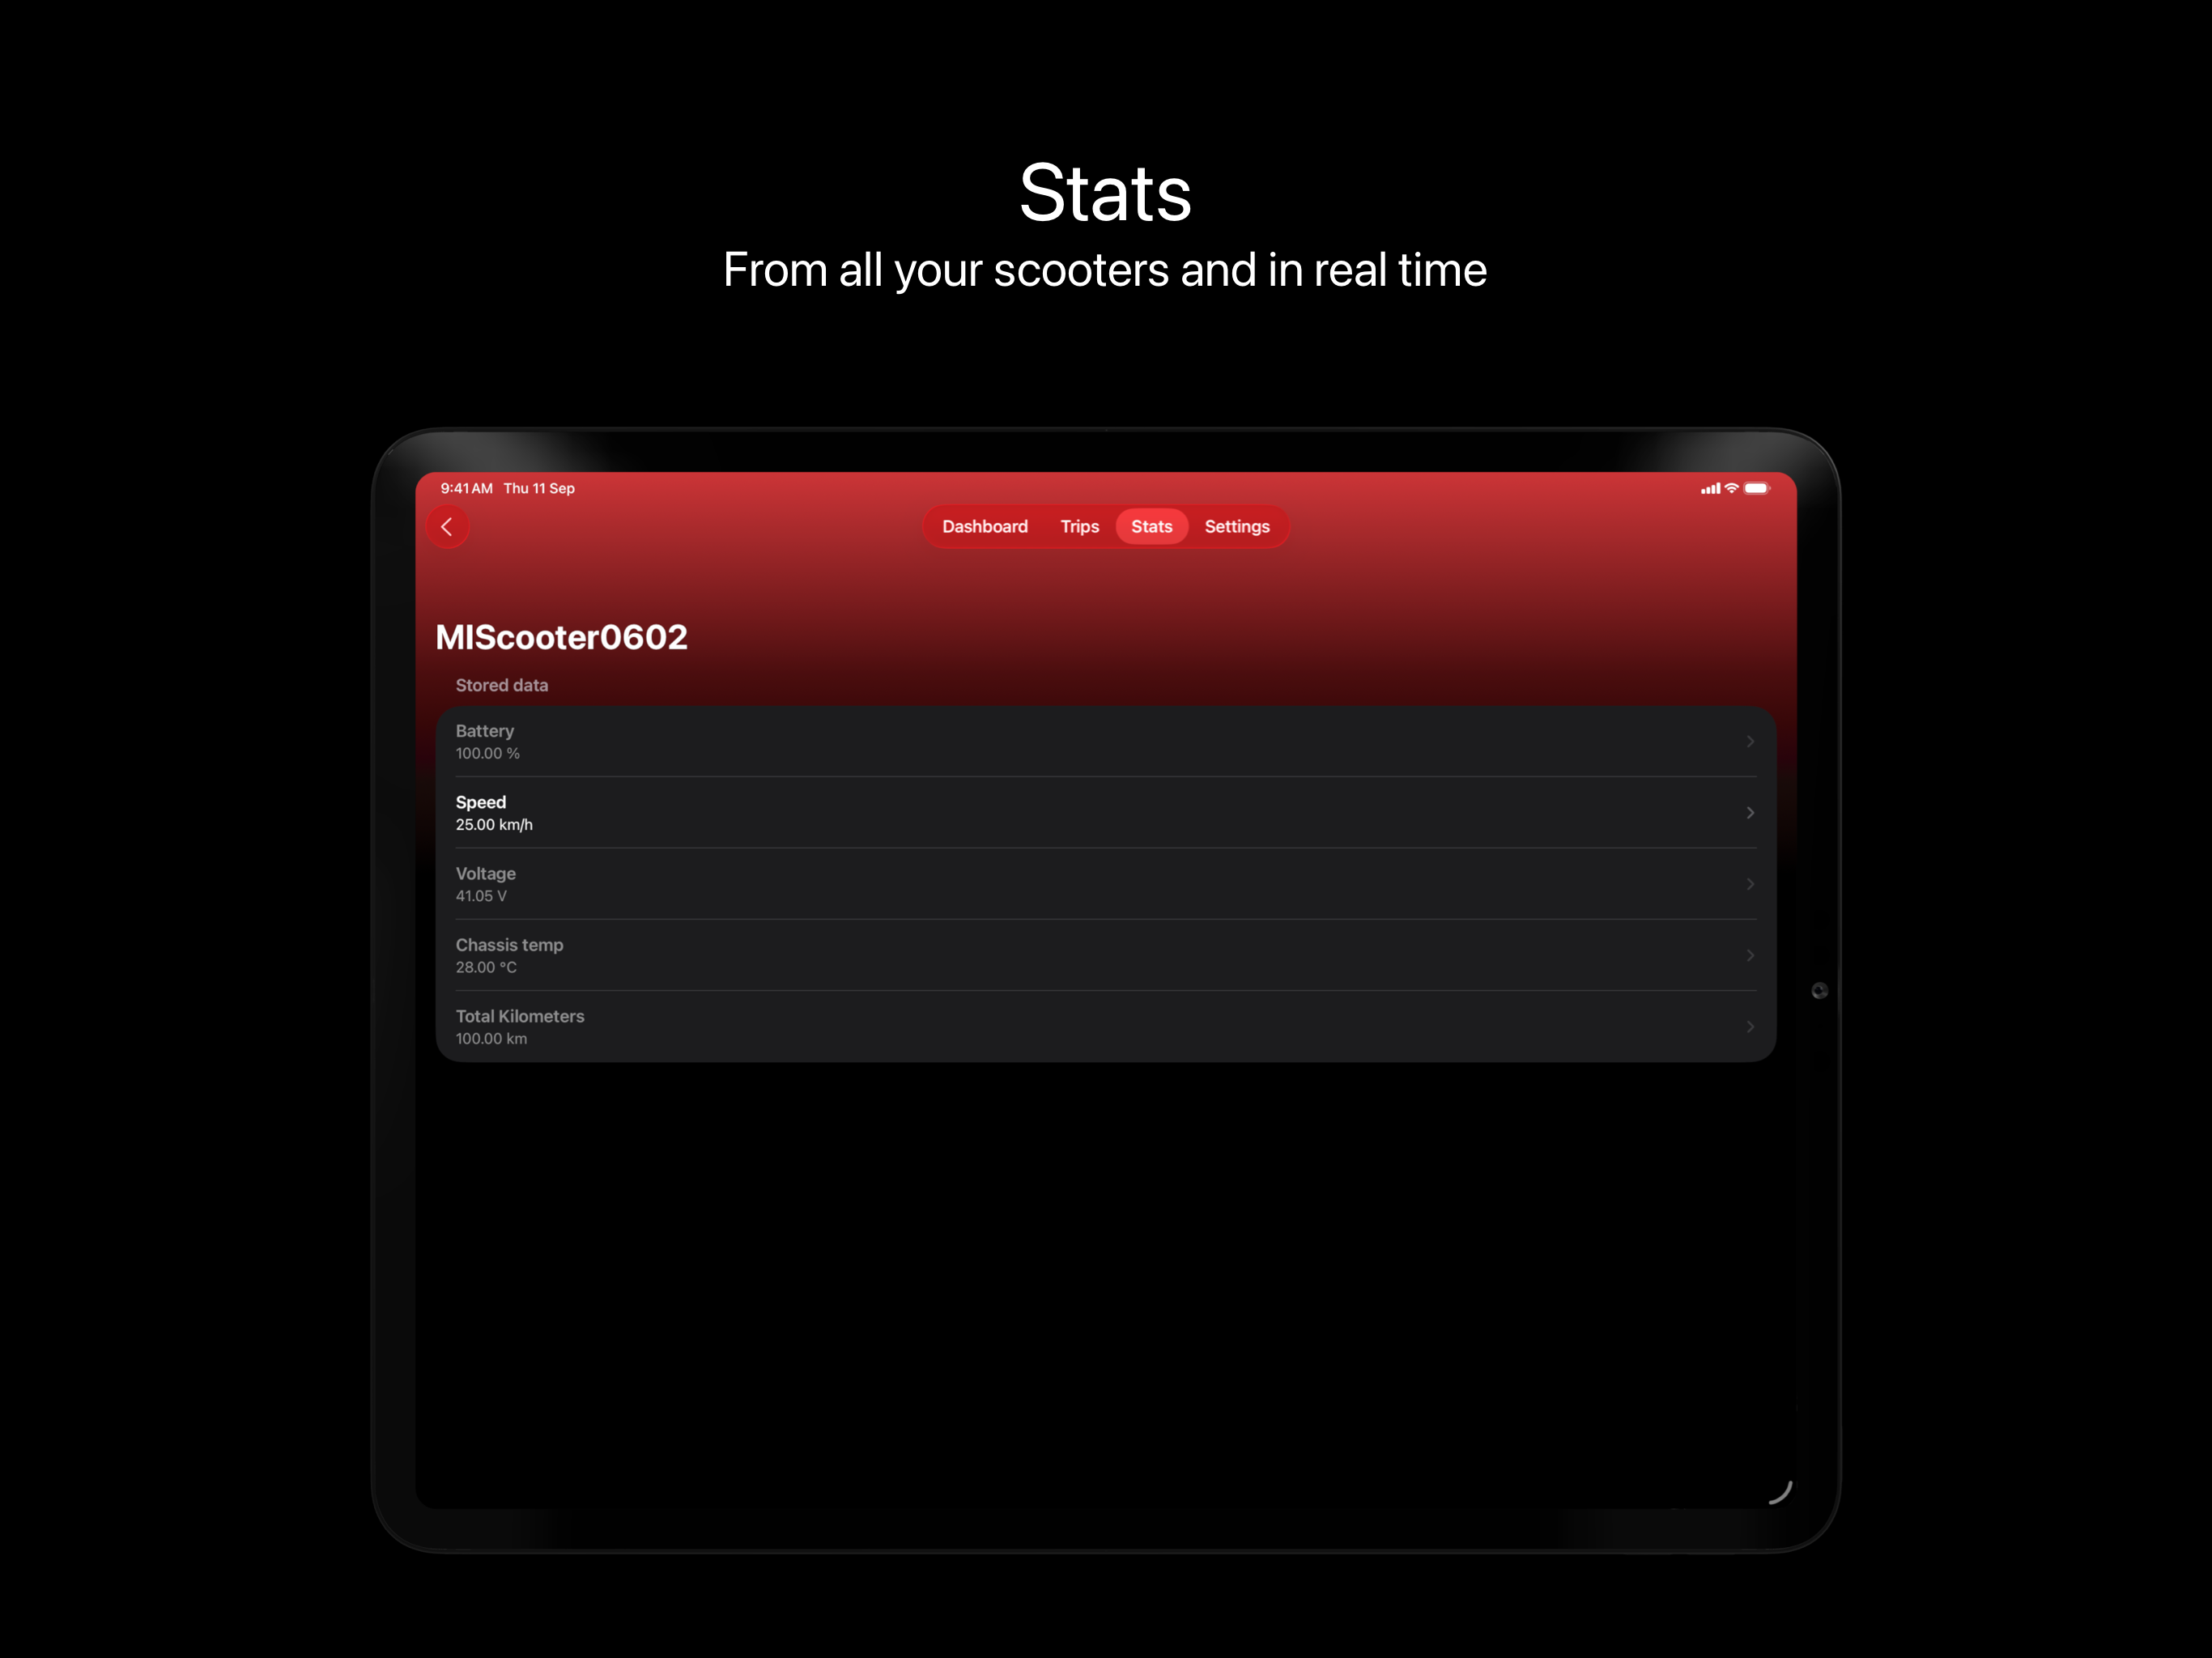 Stats
From all your scooters and in real time
9:41 AM Thu 11 Sep
Dashboard Trips Stats Settings
MIScooter0602
Stored data
Battery
100.00 %
Speed
25.00 km/h
Voltage
41.05 V
Chassis temp
28.00 °C
Total Kilometers
100.00 km